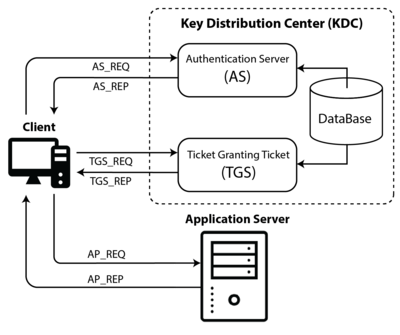 Key Distribution Center (KDC)
AS_REQ
Authentication Server
(AS)
AS_REP
Client
DataBase
TGS_REQ
Ticket Granting Ticket
(TGS)
TGS_REP
Application Server
AP_REQ
AP_REP